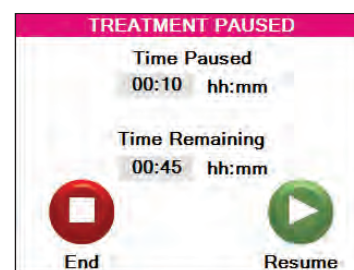 TREATMENT PAUSED
Time Paused
00:10 hh:mm
Time Remaining
00:45 hh:mm
End Resume